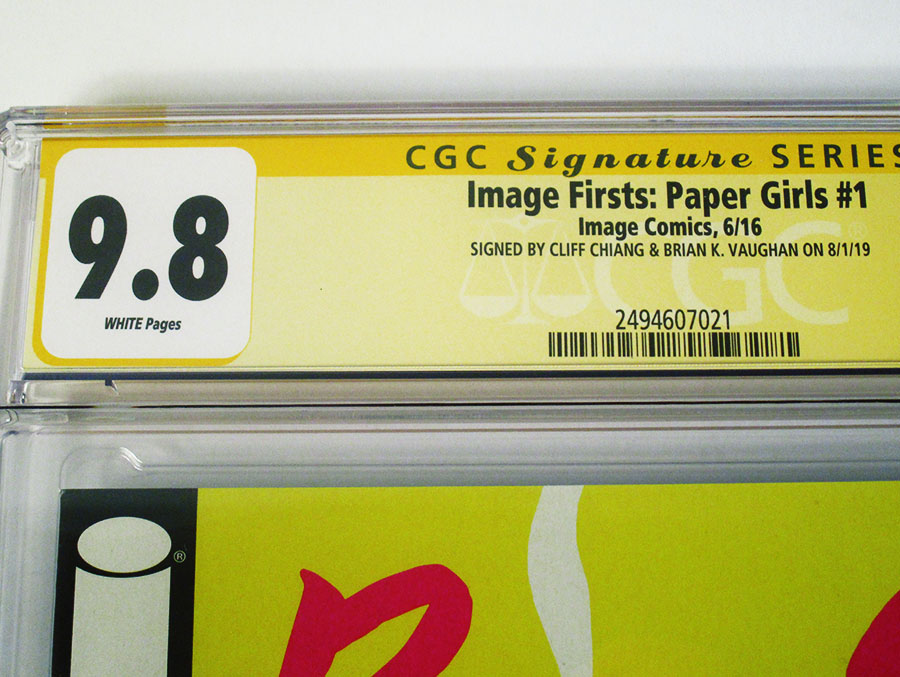 CGC Signature SERIES
9.8
WHITE Pages
Image Firsts: Paper Girls #1
Image Comics, 6/16
SIGNED BY CLIFF CHIANG & BRIAN K. VAUGHAN ON 8/1/19
CGC®
2494607021
®